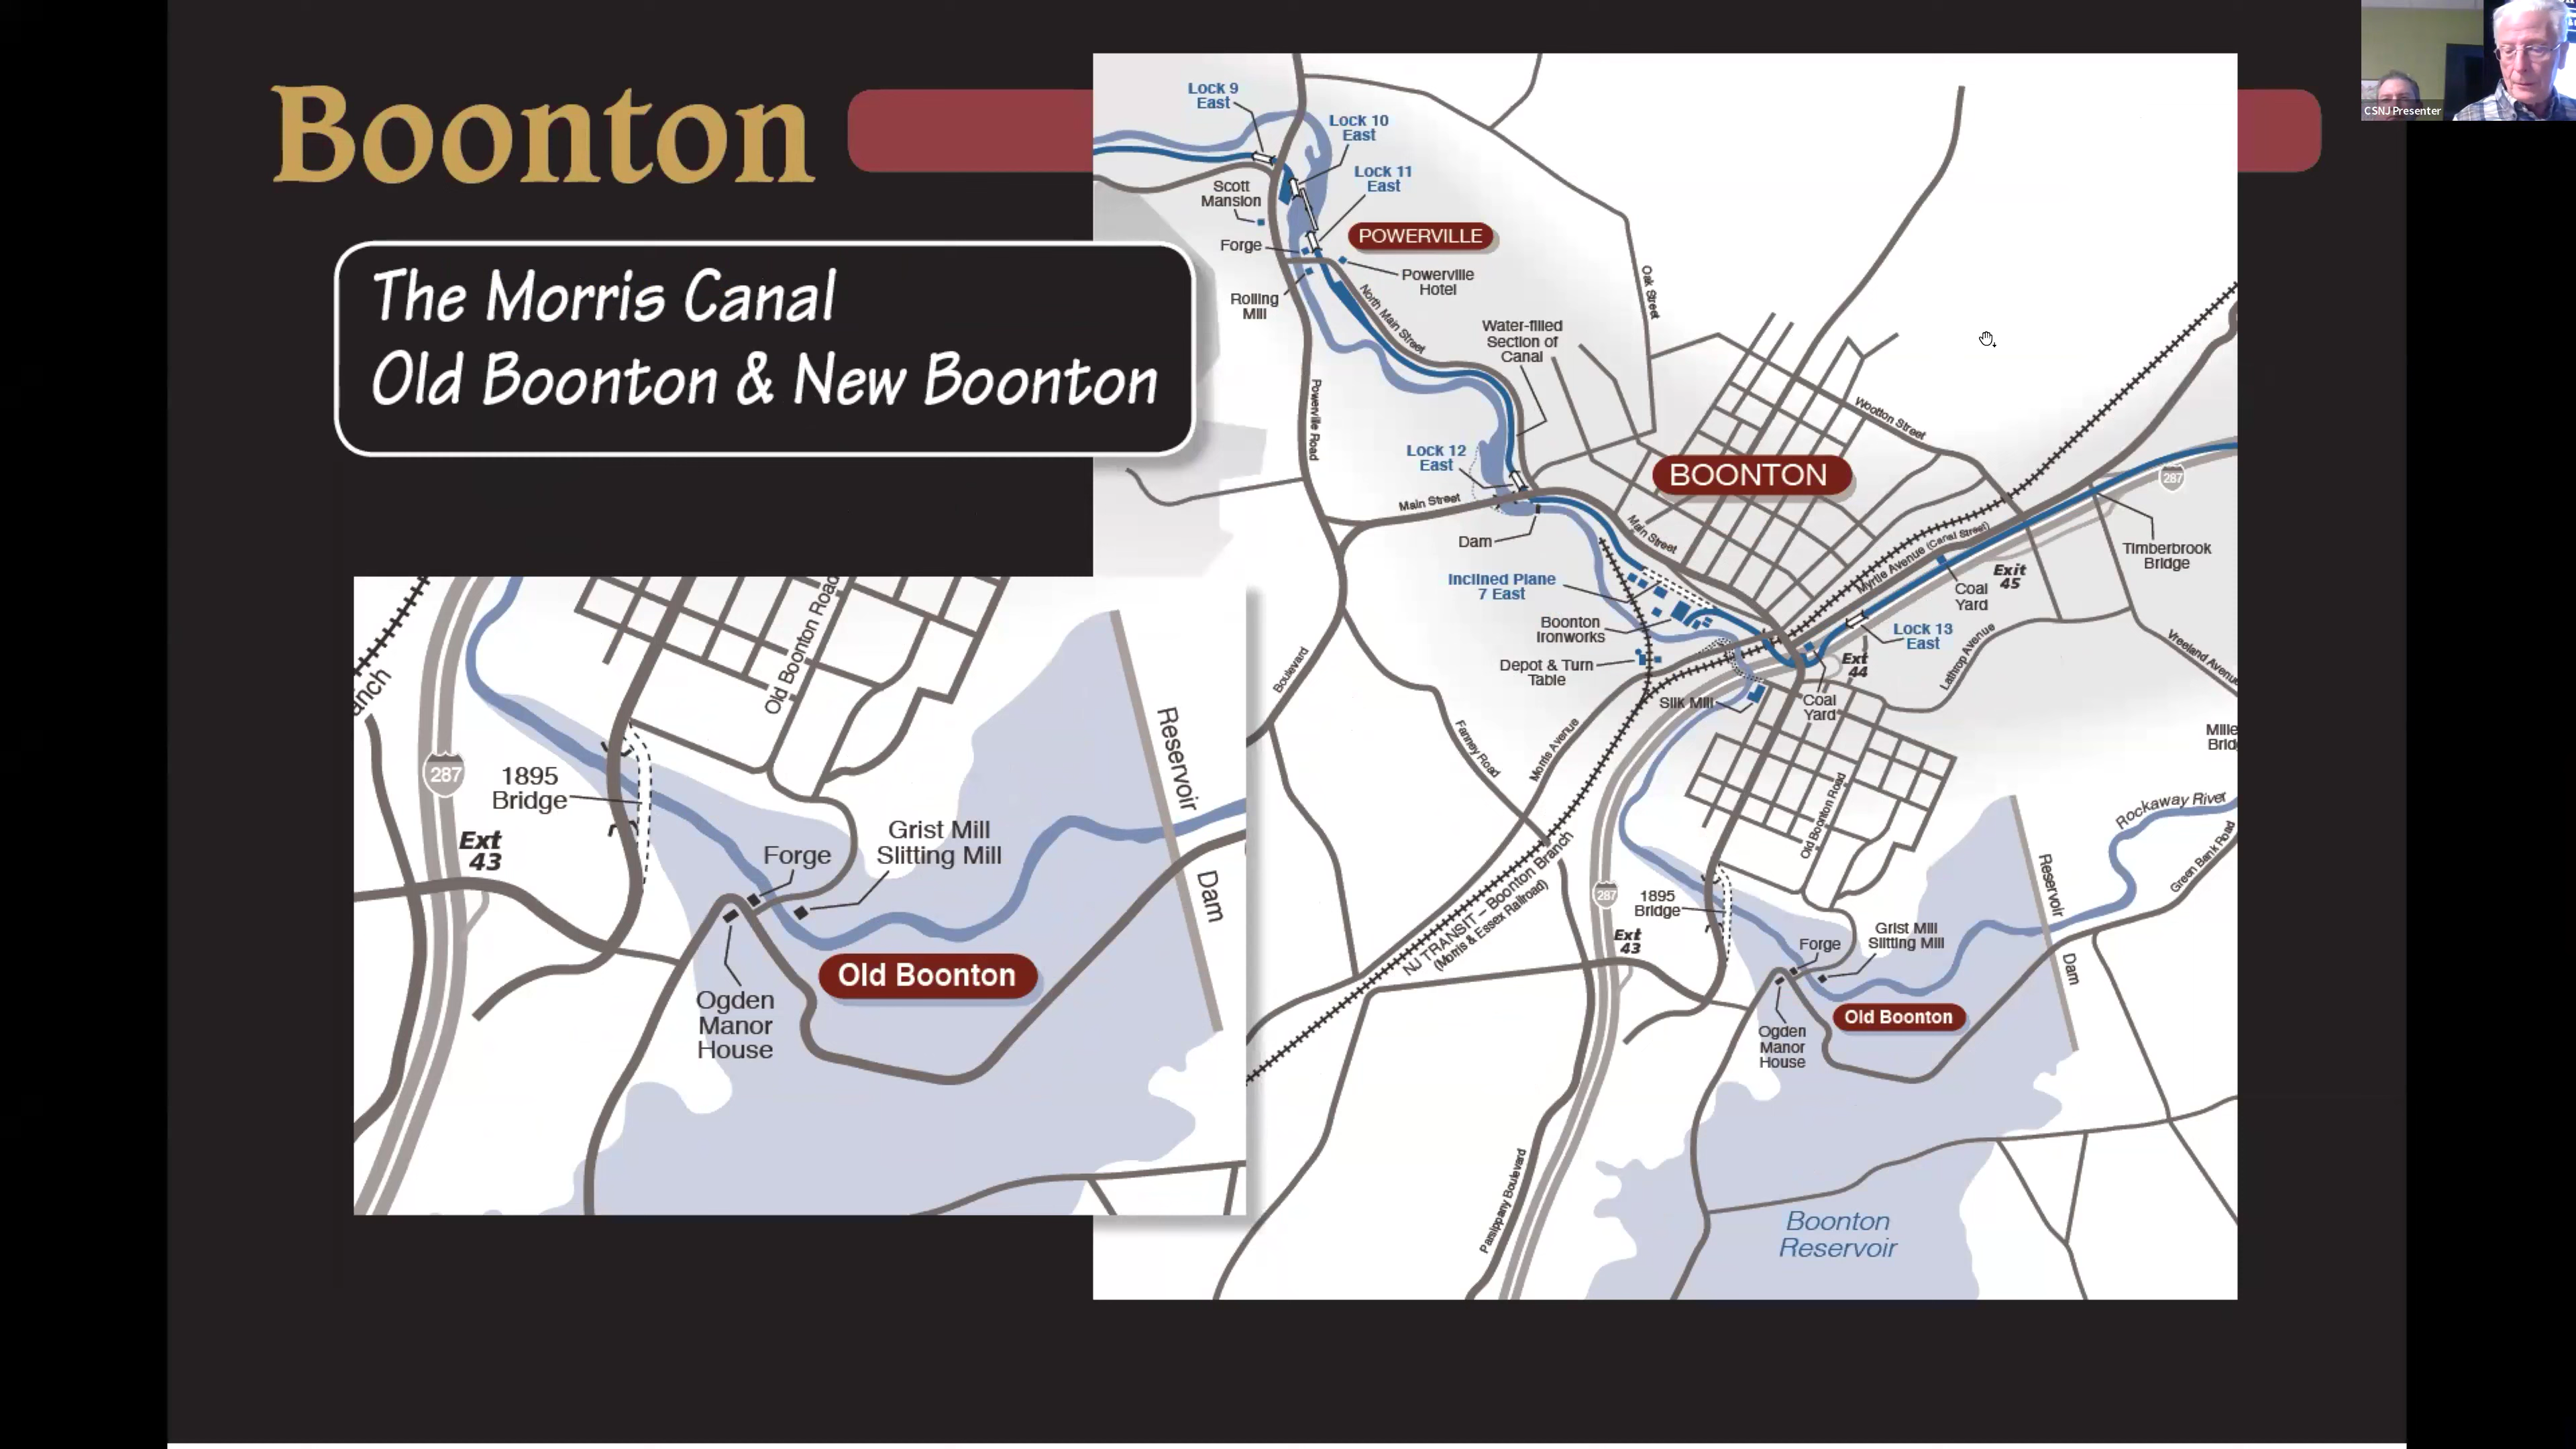 Boonton
The Morris Canal
Old Boonton & New Boonton
CSNJ Presenter
Lock 9
East
Lock 10
East
Lock 11
East
Scott
Mansion
Forge
POWERVILLE
Powerville
Hotel
Rolling
Mill
North Main Street
Oak Street
Water-filled
Section of
Canal
Powerville Road
Wootton Street
Lock 12
East
BOONTON
287
Main Street
Main Street
Dam
Myrtle Avenue (Canal Street)
Timberbrook
Bridge
Exit
45
Coal
Yard
Inclined Plane
7 East
Boonton
Ironworks
Lock 13
East
Depot & Turn
Table
Ext
44
Lathrop Avenue
Vreeland Avenue
Boulevard
Silk Mill
Coal
Yard
Fanney Road
Morris Avenue
Mille
Brid
Old Boonton Road
Rockaway River
Green Bank Road
Reservoir
Dam
NJ TRANSIT – Boonton Branch
(Morris & Essex Railroad)
287
1895
Bridge
Ext
43
Grist Mill
Slitting Mill
Forge
Old Boonton
Ogden
Manor
House
Parsippany Boulevard
Boonton
Reservoir
anch
Old Boonton Road
Reservoir
287
1895
Bridge
Ext
43
Forge
Grist Mill
Slitting Mill
Dam
Old Boonton
Ogden
Manor
House